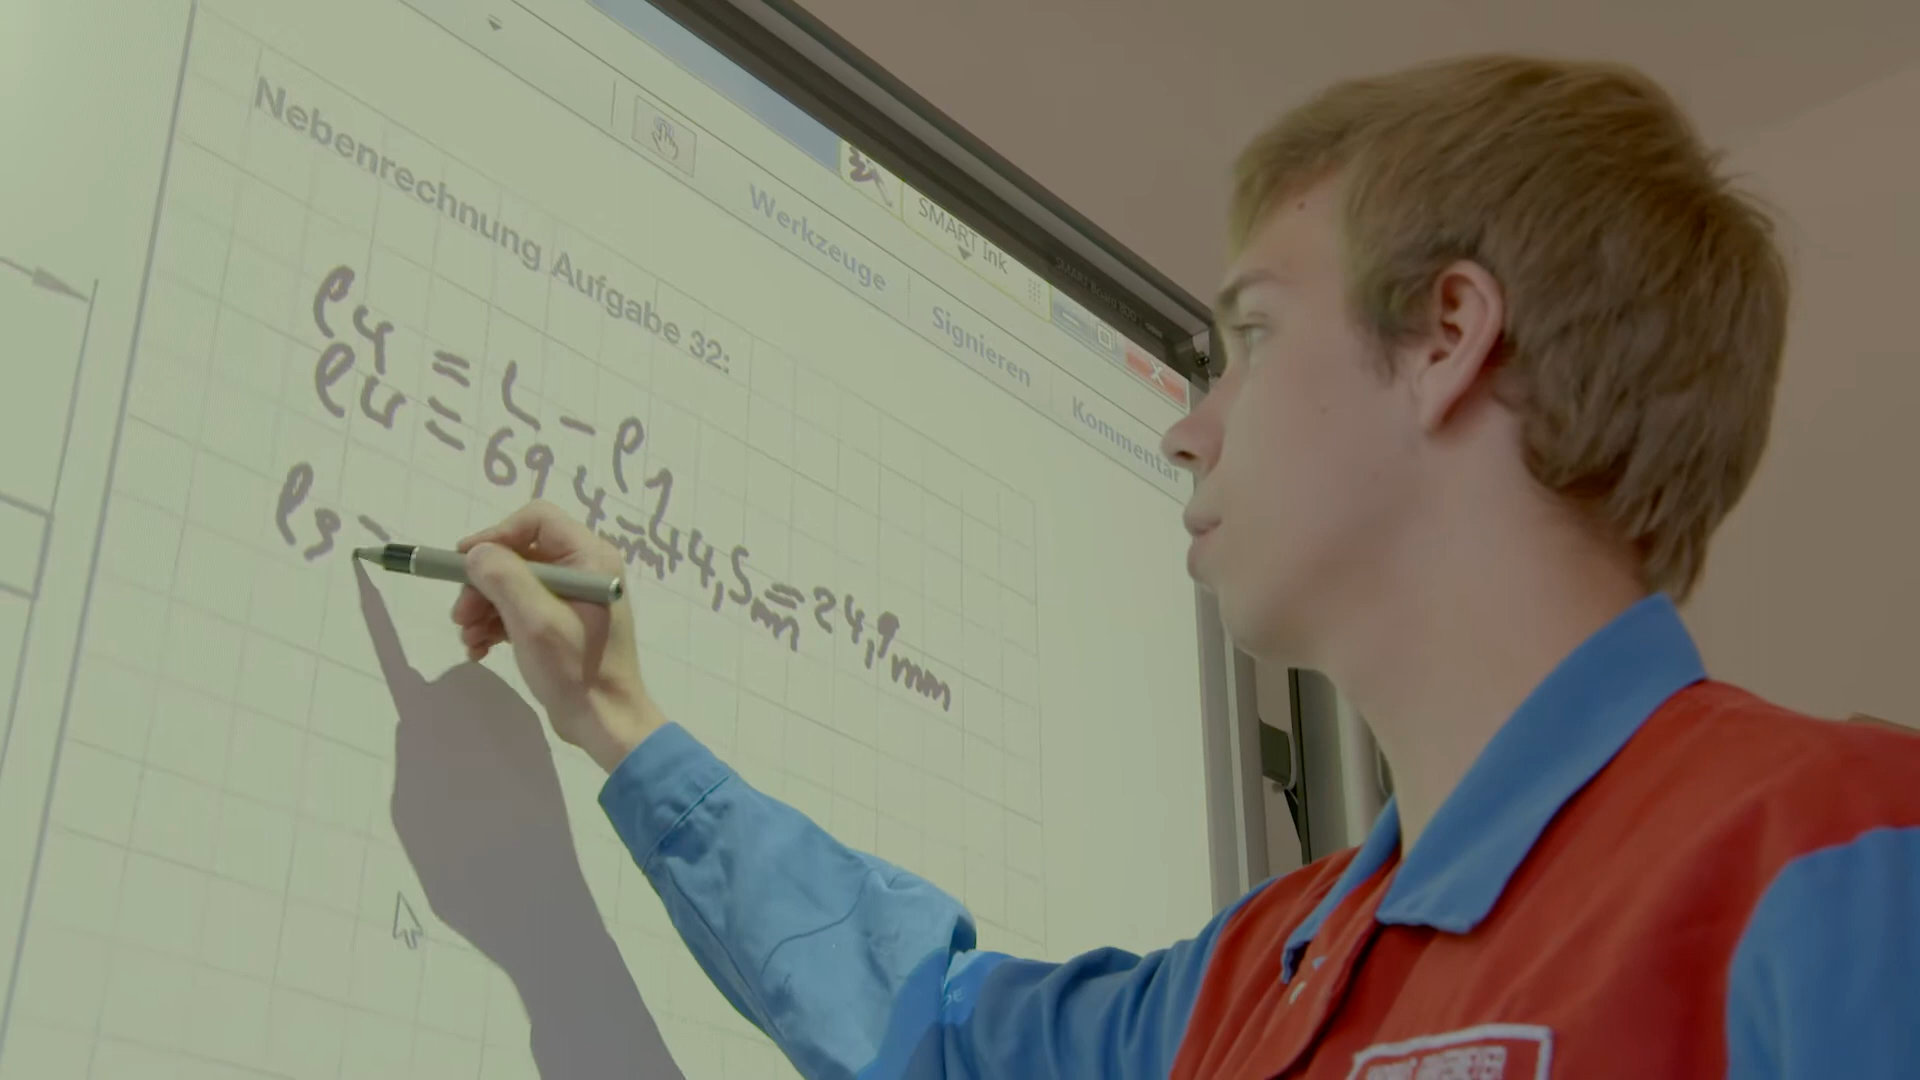 SMART Ink
Werkzeuge
Signieren
Kommentar
Nebenrechnung Aufgabe 32:
l4 = L - l1
l4 = 69,4mm - 44,5mm = 24,9mm
l3 =